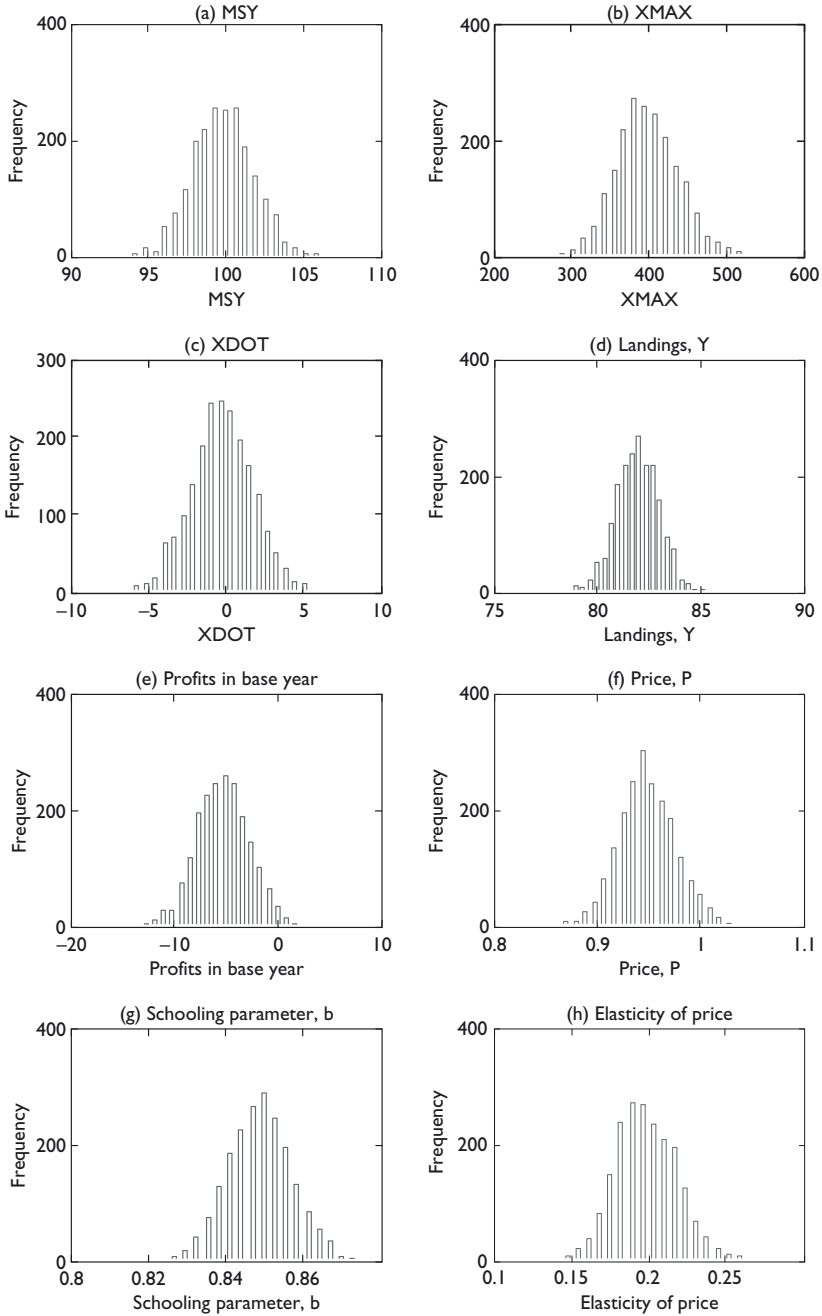 (a) MSY
400
200
0
Frequency
90 95 100 105 110
MSY
(b) XMAX
400
200
0
Frequency
200 300 400 500 600
XMAX
(c) XDOT
300
200
100
0
Frequency
–10 –5 0 5 10
XDOT
(d) Landings, Y
400
200
0
Frequency
75 80 85 90
Landings, Y
(e) Profits in base year
400
200
0
Frequency
–20 –10 0 10
Profits in base year
(f) Price, P
400
200
0
Frequency
0.8 0.9 1 1.1
Price, P
(g) Schooling parameter, b
400
200
0
Frequency
0.8 0.82 0.84 0.86
Schooling parameter, b
(h) Elasticity of price
400
200
0
Frequency
0.1 0.15 0.2 0.25
Elasticity of price